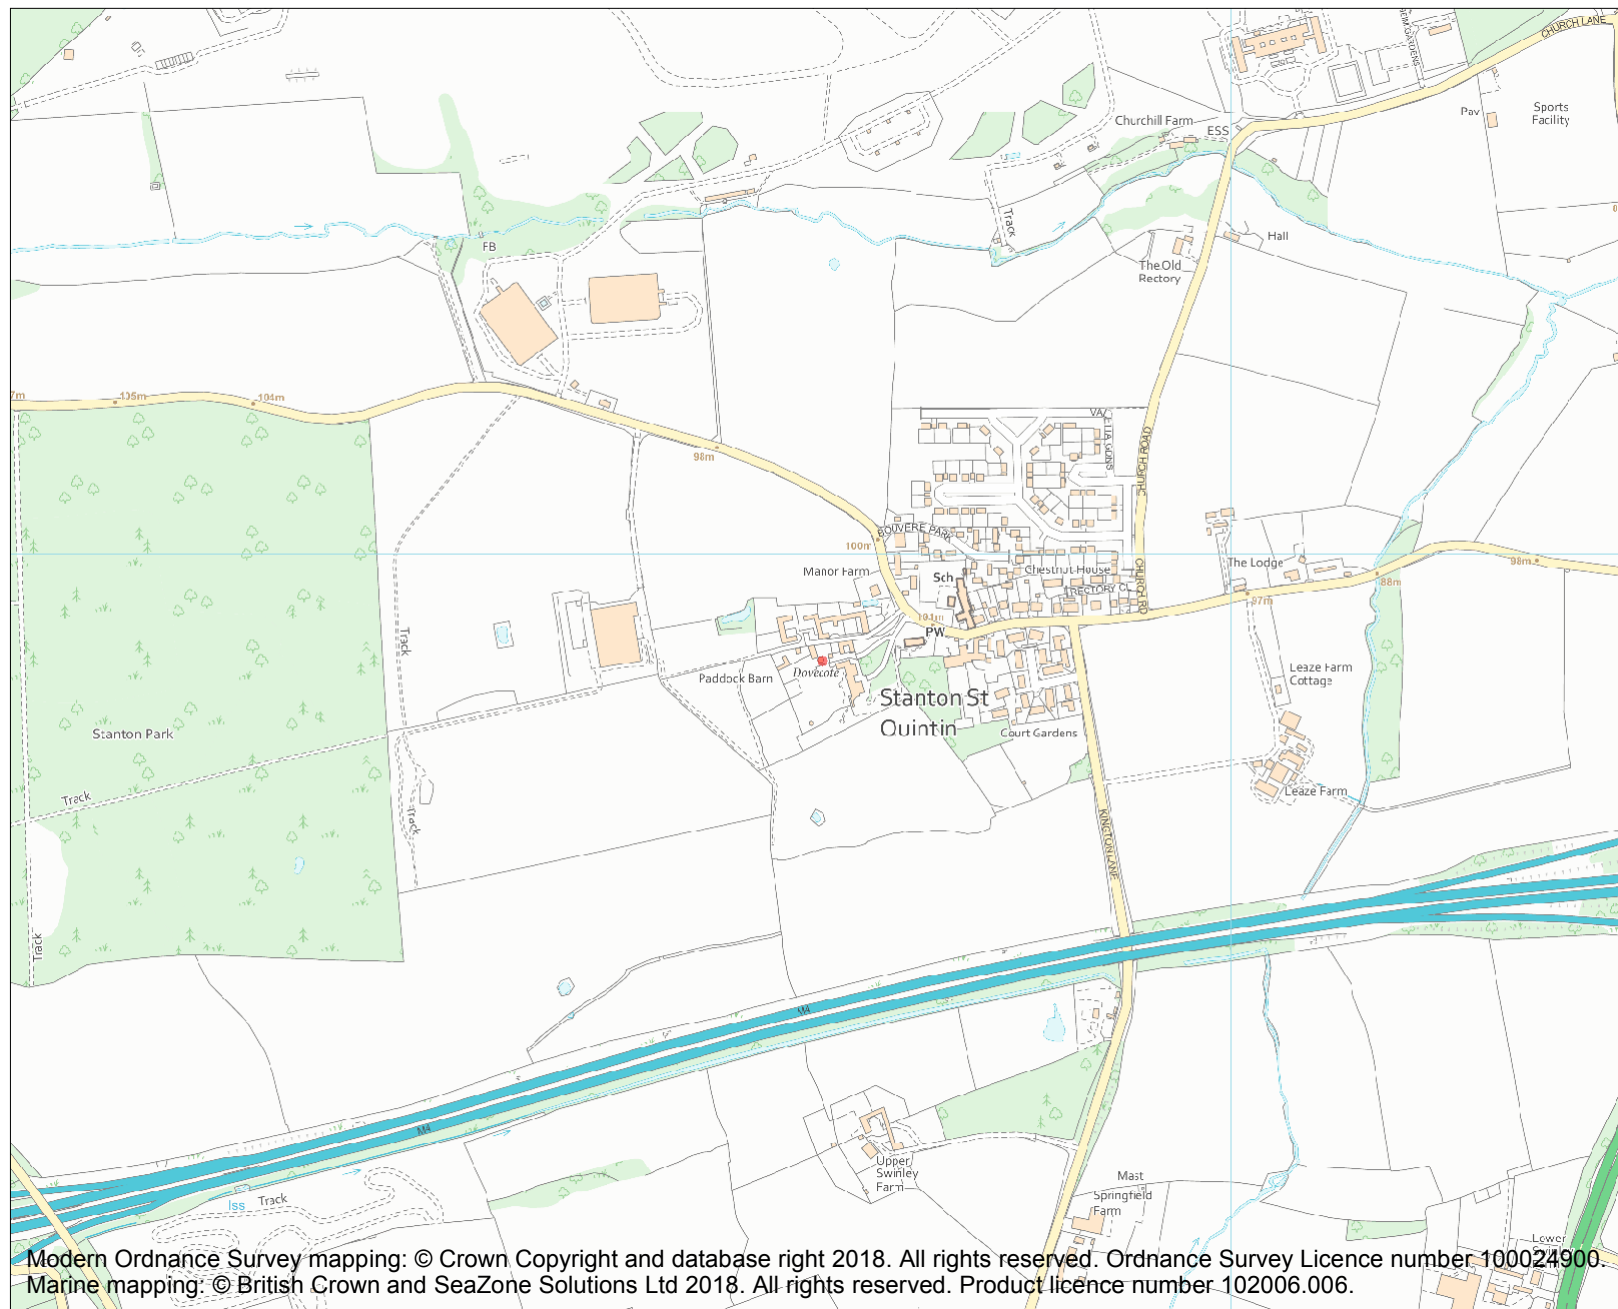 CHURCH LANE
Pav
Sports
Facility
Churchill Farm
ESS
Track
Hall
FB
The Old
Rectory
7m
105m
104m
98m
CHURCH ROAD
BOUVERE PARK
100m
Manor Farm
Sch
Chestnut House
RECTORY CL
CHURCH RD
The Lodge
98m
88m
97m
101m
PW
Track
Paddock Barn
Dovecote
Leaze Farm
Cottage
Stanton St
Quintin
Court Gardens
Stanton Park
Track
Track
Leaze Farm
KINGTON LANE
Track
M4
M4
Upper
Swinley
Farm
Mast
Springfield
Farm
Iss
Track
Lower
Modern Ordnance Survey mapping: © Crown Copyright and database right 2018. All rights reserved. Ordnance Survey Licence number 100024900.
Marine mapping: © British Crown and SeaZone Solutions Ltd 2018. All rights reserved. Product licence number 102006.006.